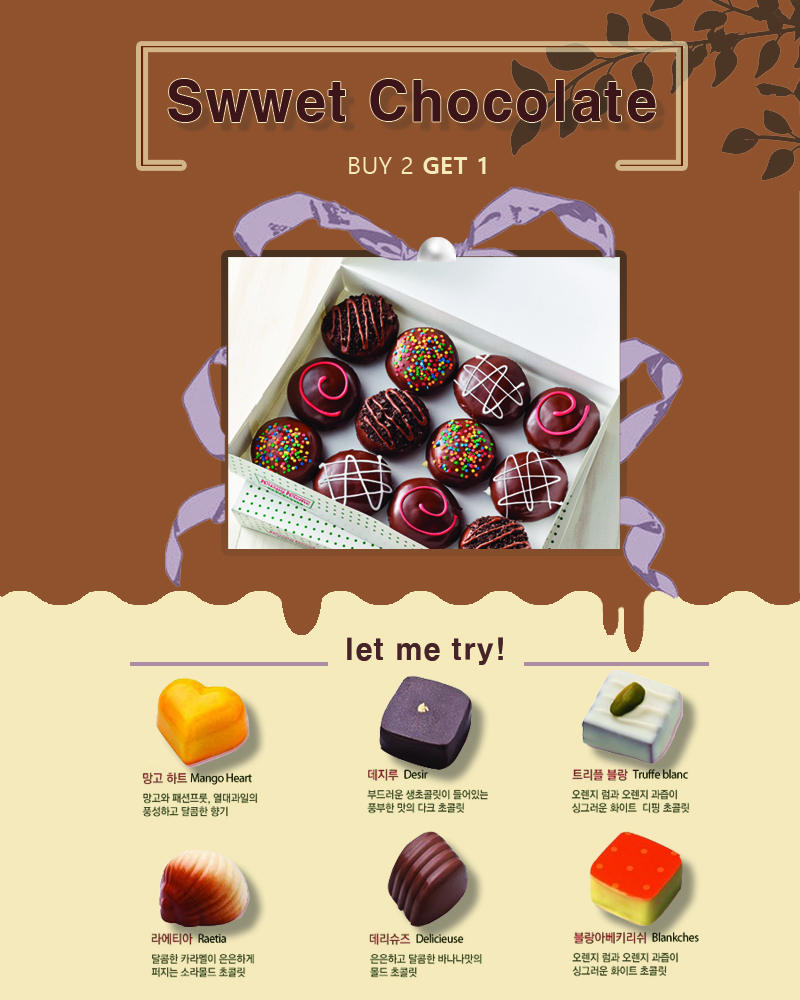 Swwet Chocolate
BUY 2 GET 1
let me try!
망고 하트 Mango Heart
망고와 패션프룻, 열대과일의
풍성하고 달콤한 향기
데지루 Desir
부드러운 생초콜릿이 들어있는
풍부한 맛의 다크 초콜릿
트리플 블랑 Truffe blanc
오렌지 럼과 오렌지 과즙이
싱그러운 화이트 디핑 초콜릿
라에티아 Raetia
달콤한 카라멜이 은은하게
퍼지는 소라몰드 초콜릿
데리슈즈 Delicieuse
은은하고 달콤한 바나나맛의
몰드 초콜릿
블랑아베키리쉬 Blankches
오렌지 럼과 오렌지 과즙이
싱그러운 화이트 초콜릿